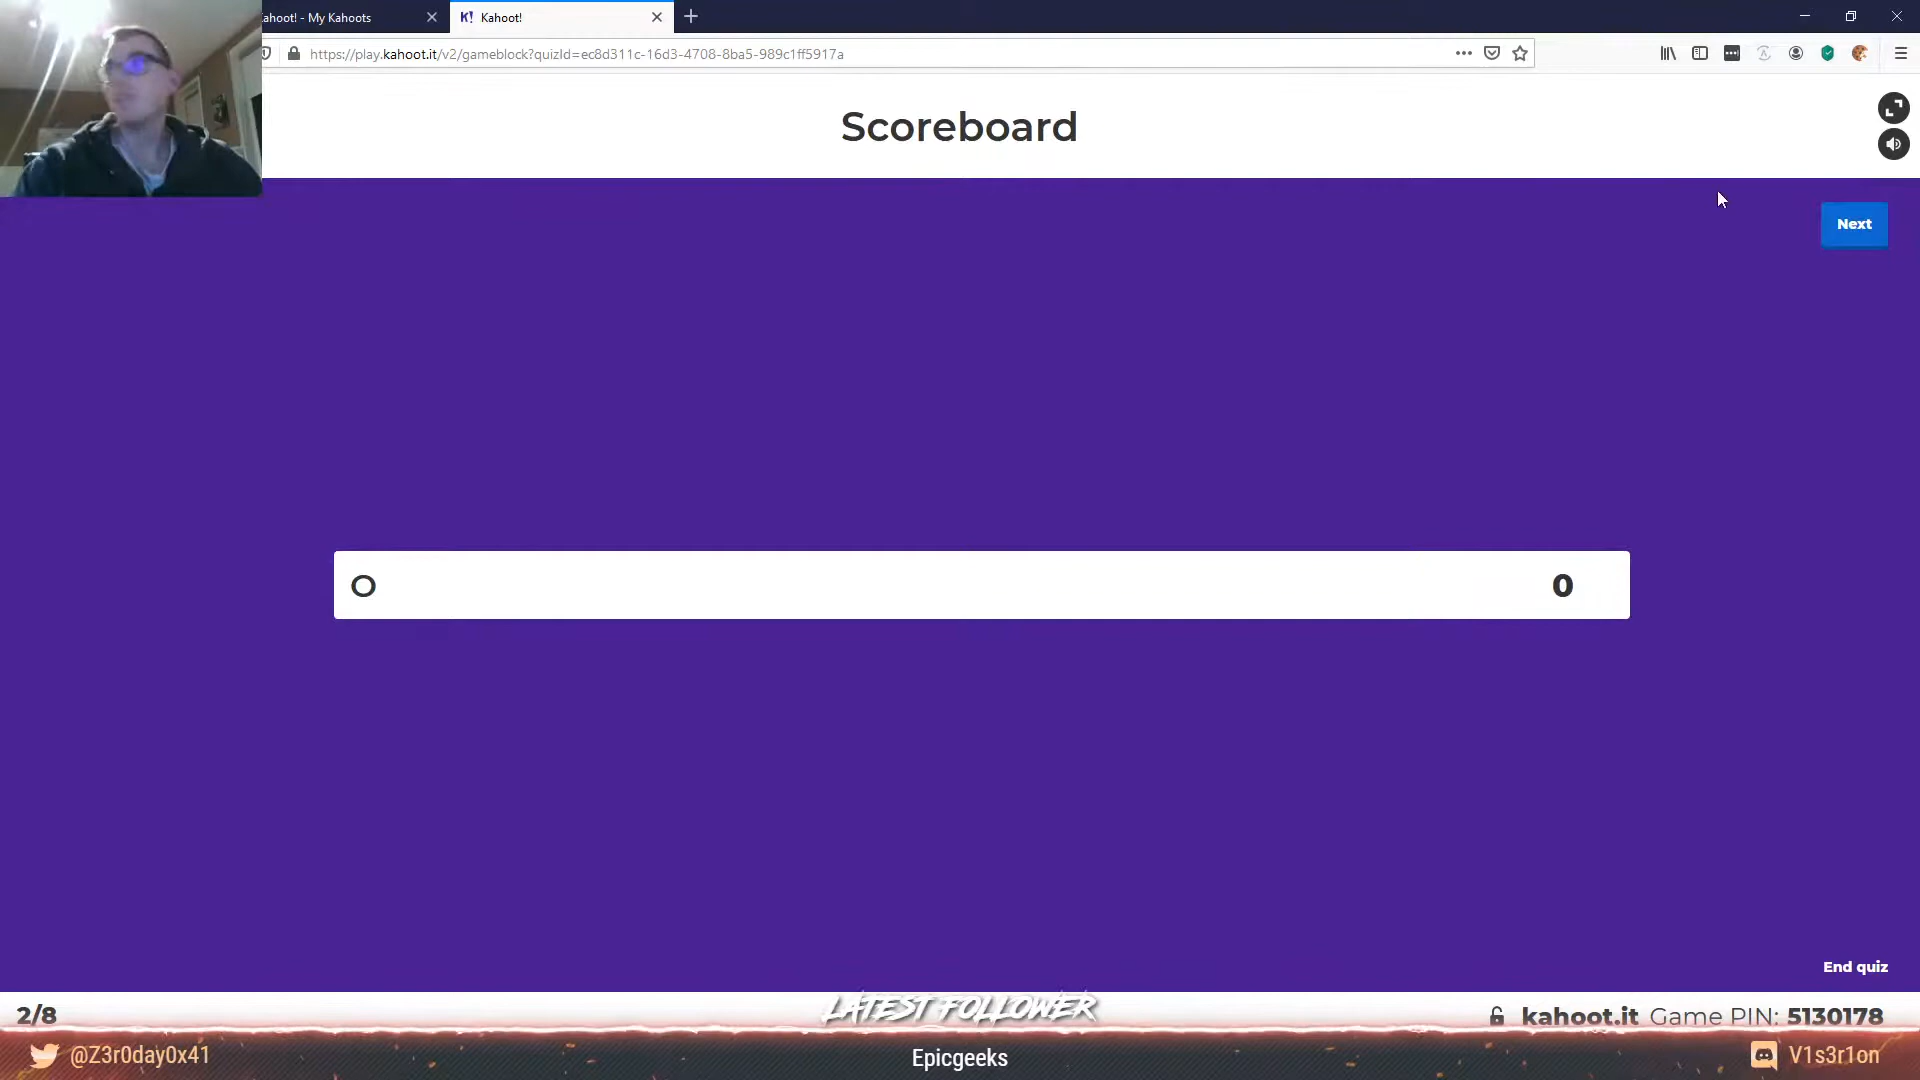 ahoot! - My Kahoots
K! Kahoot!
https://play.kahoot.it/v2/gameblock?quizId=ec8d311c-16d3-4708-8ba5-989c1ff5917a
Scoreboard
Next
O 0
End quiz
2/8
LATEST FOLLOWER
kahoot.it Game PIN: 5130178
@Z3r0day0x41
Epicgeeks
V1s3r1on